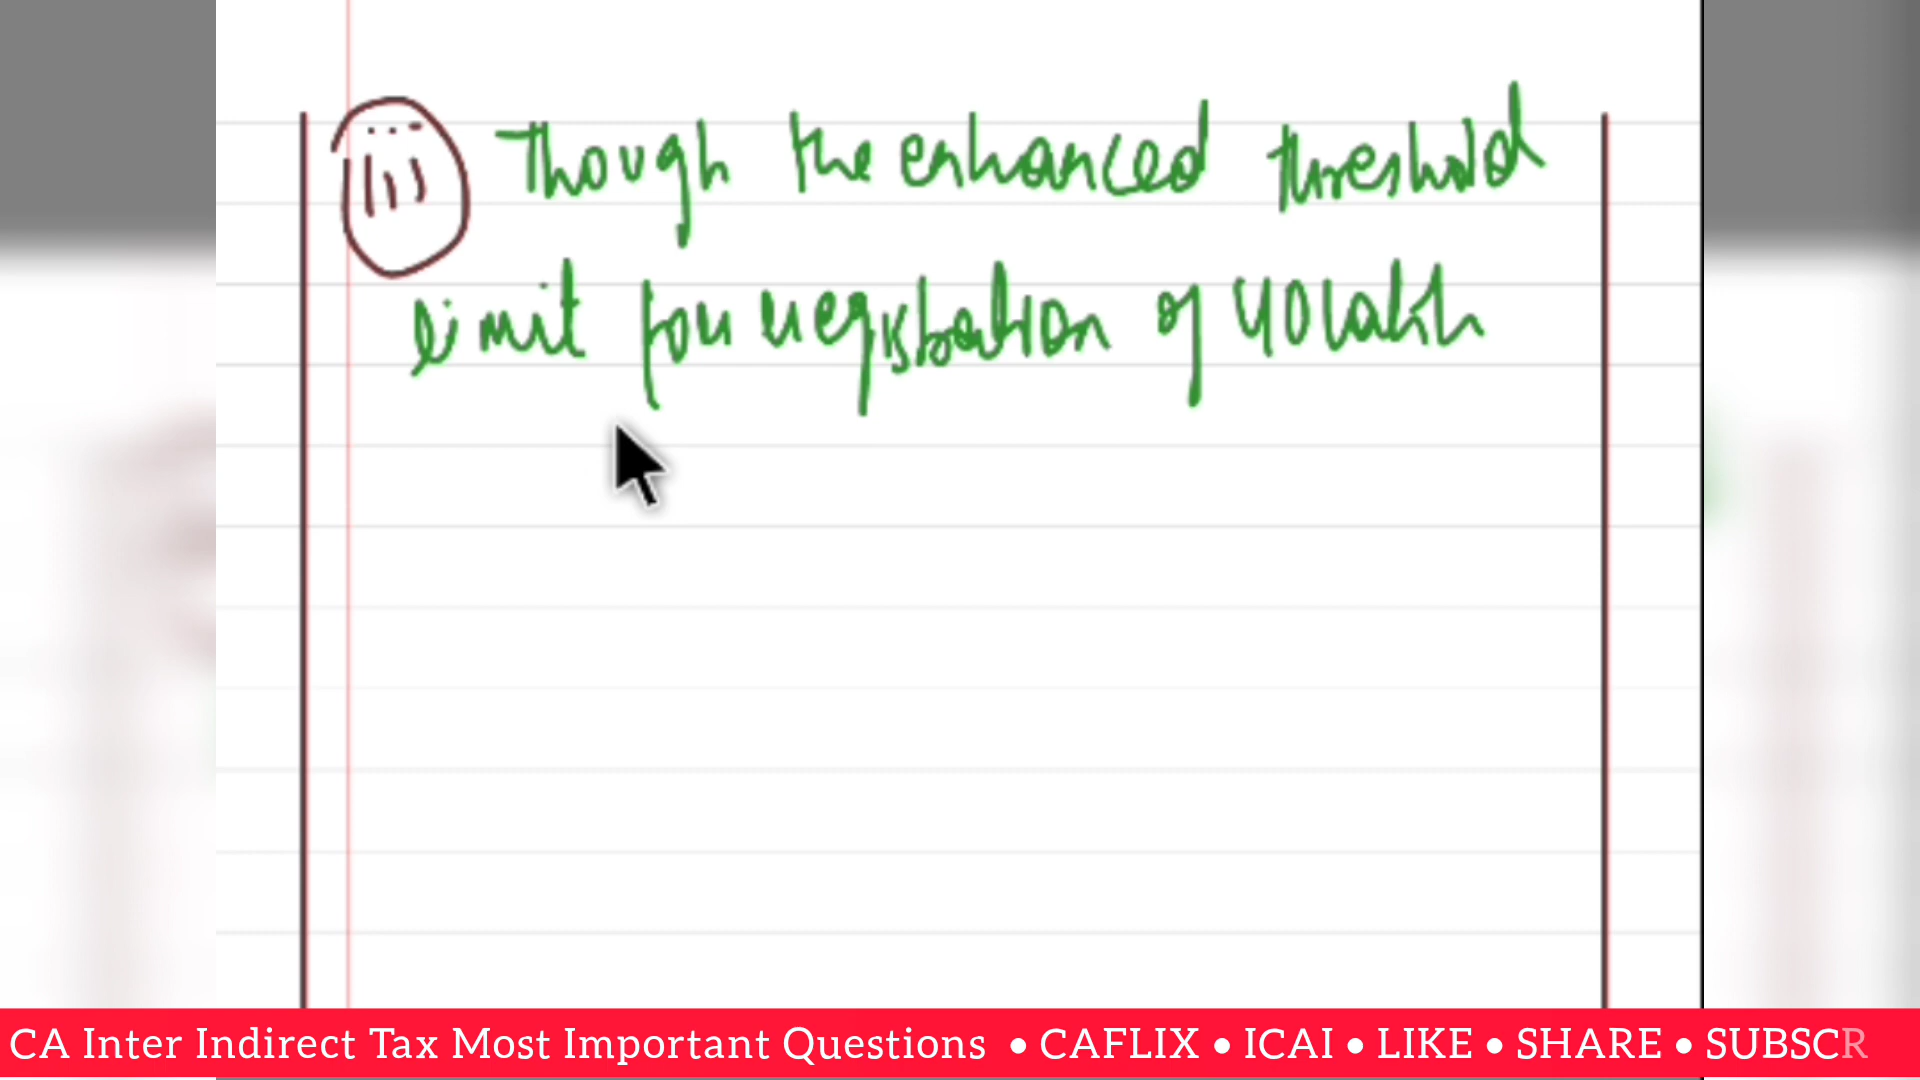 (iii) Though the enhanced threshold
limit for registration of 40 lakh
CA Inter Indirect Tax Most Important Questions • CAFLIX • ICAI • LIKE • SHARE • SUBSCR